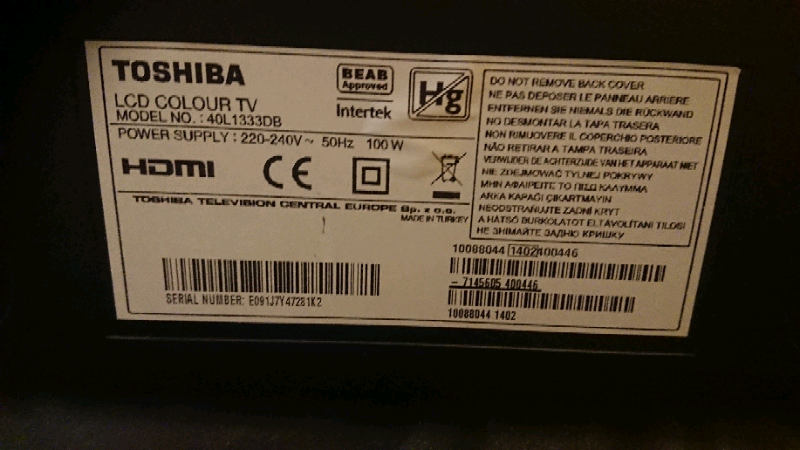 TOSHIBA
LCD COLOUR TV
MODEL NO. : 40L1333DB
POWER SUPPLY : 220-240V~ 50Hz 100W
BEAB
Approved
Intertek
Hg
HDMI
CE
TOSHIBA TELEVISION CENTRAL EUROPE Sp. z o.o.
MADE IN TURKEY
SERIAL NUMBER: E091J7Y47281K2
DO NOT REMOVE BACK COVER
NE PAS DEPOSER LE PANNEAU ARRIERE
ENTFERNEN SIE NIEMALS DIE RÜCKWAND
NO DESMONTAR LA TAPA TRASERA
NON RIMUOVERE IL COPERCHIO POSTERIORE
NÃO RETIRAR A TAMPA TRASEIRA
VERWIJDER DE ACHTERZIJDE VAN HET APPARAAT NIET
NIE ZDEJMOWAĆ TYLNEJ POKRYWY
ΜΗΝ ΑΦΑΙΡΕΙΤΕ ΤΟ ΠΙΣΩ ΚΑΛΥΜΜΑ
ARKA KAPAĞI ÇIKARTMAYIN
NEODSTRAŇUJTE ZADNÍ KRYT
A HÁTSÓ BURKOLATOT ELTÁVOLÍTANI TILOS!
НЕ ЗНІМАЙТЕ ЗАДНЮ КРИШКУ
10088044 1402 400446
7145605 400446
10088044 1402